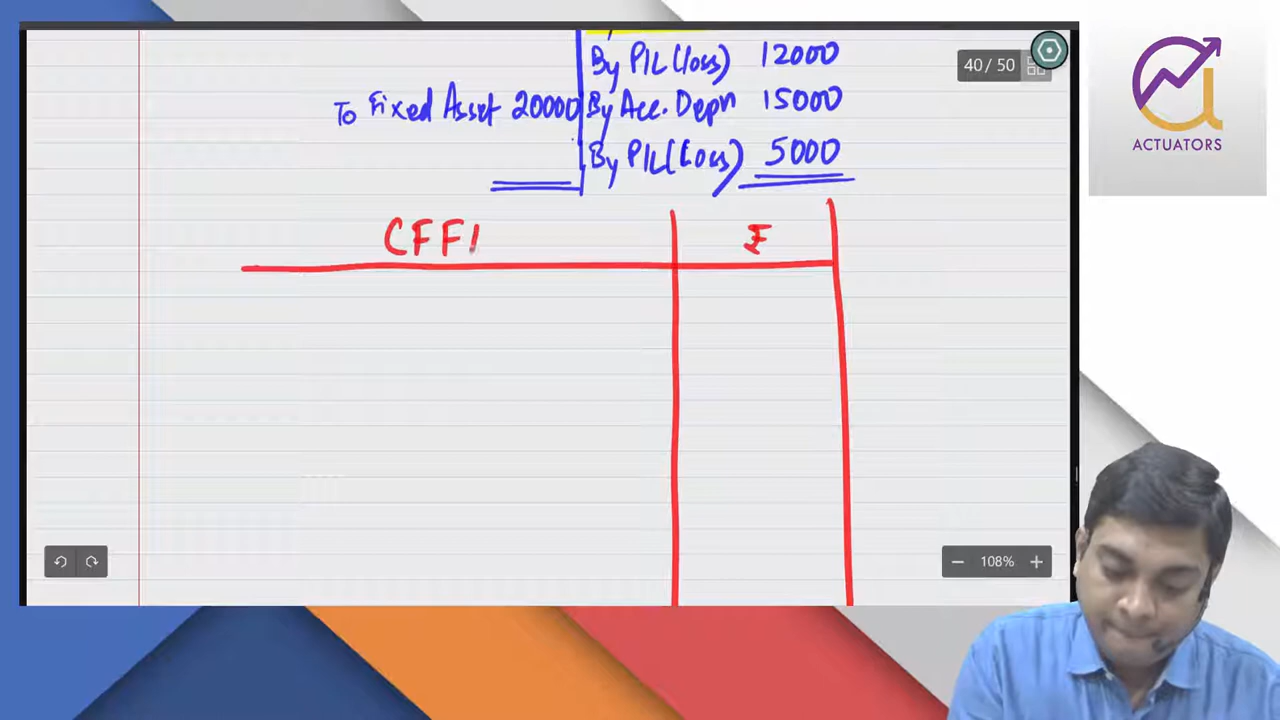 By P/L (loss) 12000
To Fixed Asset 20000 By Acc. Depn 15000
By P/L (Loss) 5000
CFFI ₹
40 / 50
108%
ACTUATORS